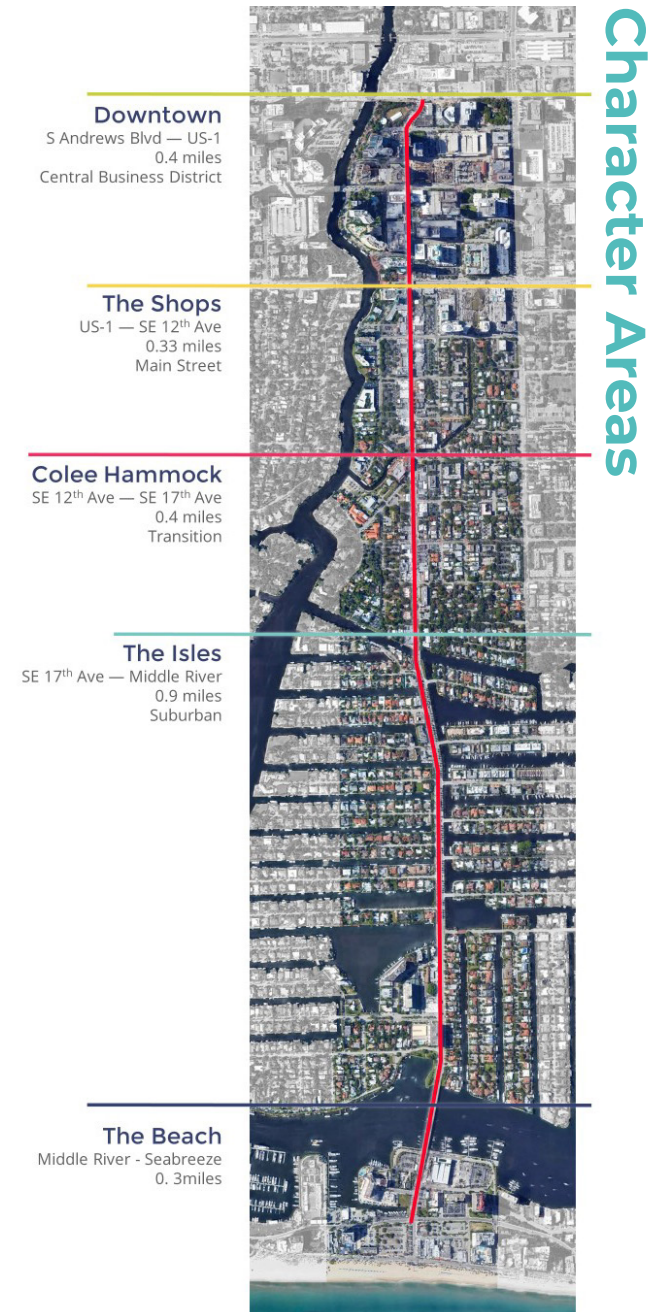 Character Areas
Downtown
S Andrews Blvd — US-1
0.4 miles
Central Business District
The Shops
US-1 — SE 12th Ave
0.33 miles
Main Street
Colee Hammock
SE 12th Ave — SE 17th Ave
0.4 miles
Transition
The Isles
SE 17th Ave — Middle River
0.9 miles
Suburban
The Beach
Middle River - Seabreeze
0. 3miles